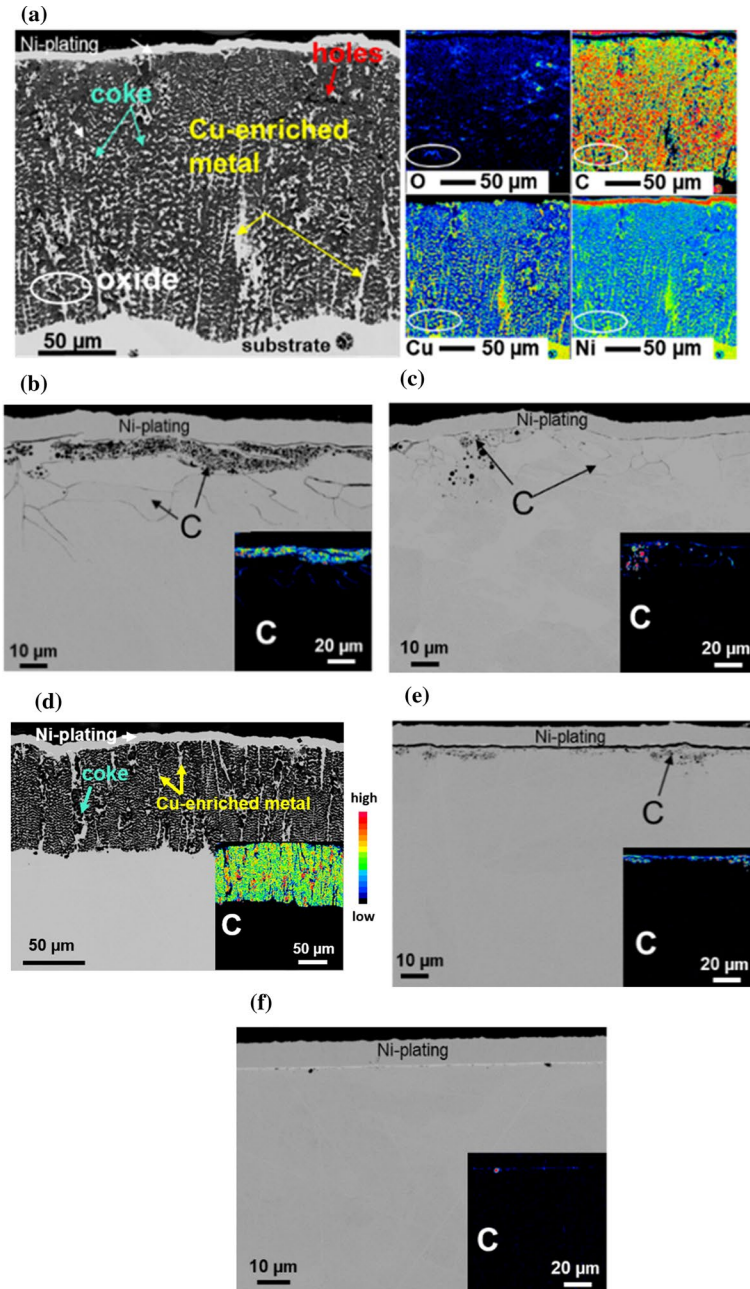 (a)
Ni-plating
holes
coke
Cu-enriched
metal
oxide
50 µm
substrate
O 50 µm
C 50 µm
Cu 50 µm
Ni 50 µm
(b)
Ni-plating
C
C
10 µm
20 µm
(c)
Ni-plating
C
C
10 µm
20 µm
(d)
Ni-plating
coke
Cu-enriched metal
high
low
C
50 µm
50 µm
(e)
Ni-plating
C
C
10 µm
20 µm
(f)
Ni-plating
C
10 µm
20 µm